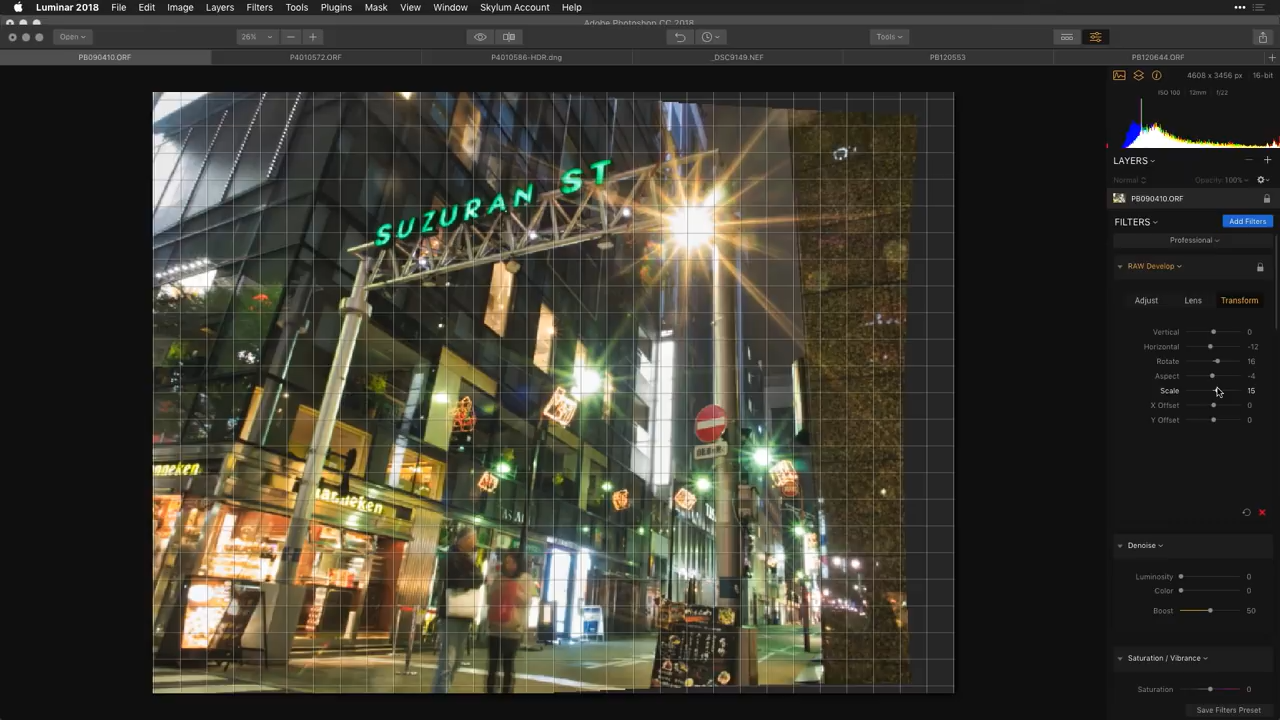 Luminar 2018 File Edit Image Layers Filters Tools Plugins Mask View Window Skylum Account Help
Adobe Photoshop CC 2018
Open 26% Tools
PB090410.ORF P4010572.ORF P4010586-HDR.dng _DSC9149.NEF PB120553 PB120644.ORF
4608 x 3456 px 16-bit
ISO 100 12mm f/22
LAYERS
Normal Opacity: 100%
PB090410.ORF
FILTERS Add Filters
Professional
RAW Develop
Adjust Lens Transform
Vertical 0
Horizontal -12
Rotate 16
Aspect -4
Scale 15
X Offset 0
Y Offset 0
Denoise
Luminosity 0
Color 0
Boost 50
Saturation / Vibrance
Saturation 0
Save Filters Preset
SUZURAN ST